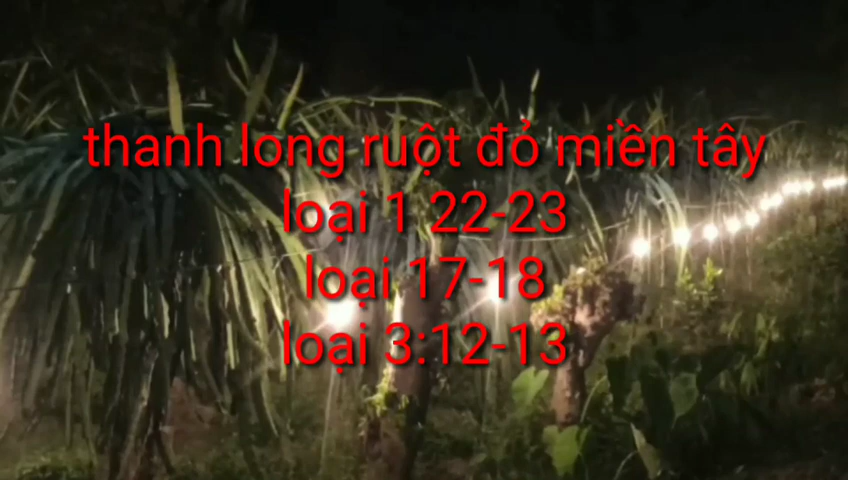 thanh long ruột đỏ miền tây
loại 1 22-23
loại 17-18
loại 3:12-13